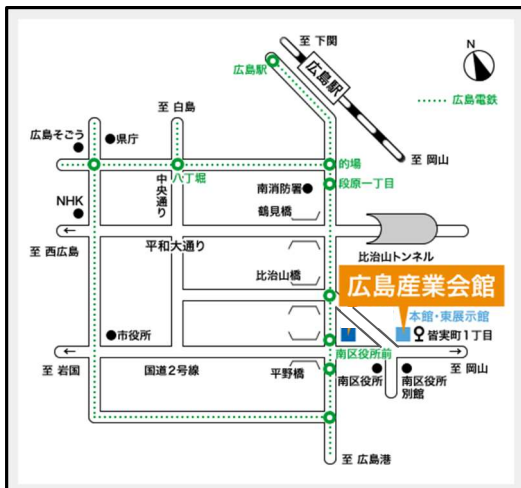 至 下関
N
広島駅
広島駅
広島電鉄
至 白島
広島そごう
県庁
至 岡山
的場
八丁堀
中央通り
南消防署
段原一丁目
NHK
鶴見橋
平和大通り
至 西広島
比治山トンネル
比治山橋
広島産業会館
本館・東展示館
市役所
皆実町1丁目
南区役所前
至 岩国
国道2号線
平野橋
南区役所
南区役所
別館
至 岡山
至 広島港